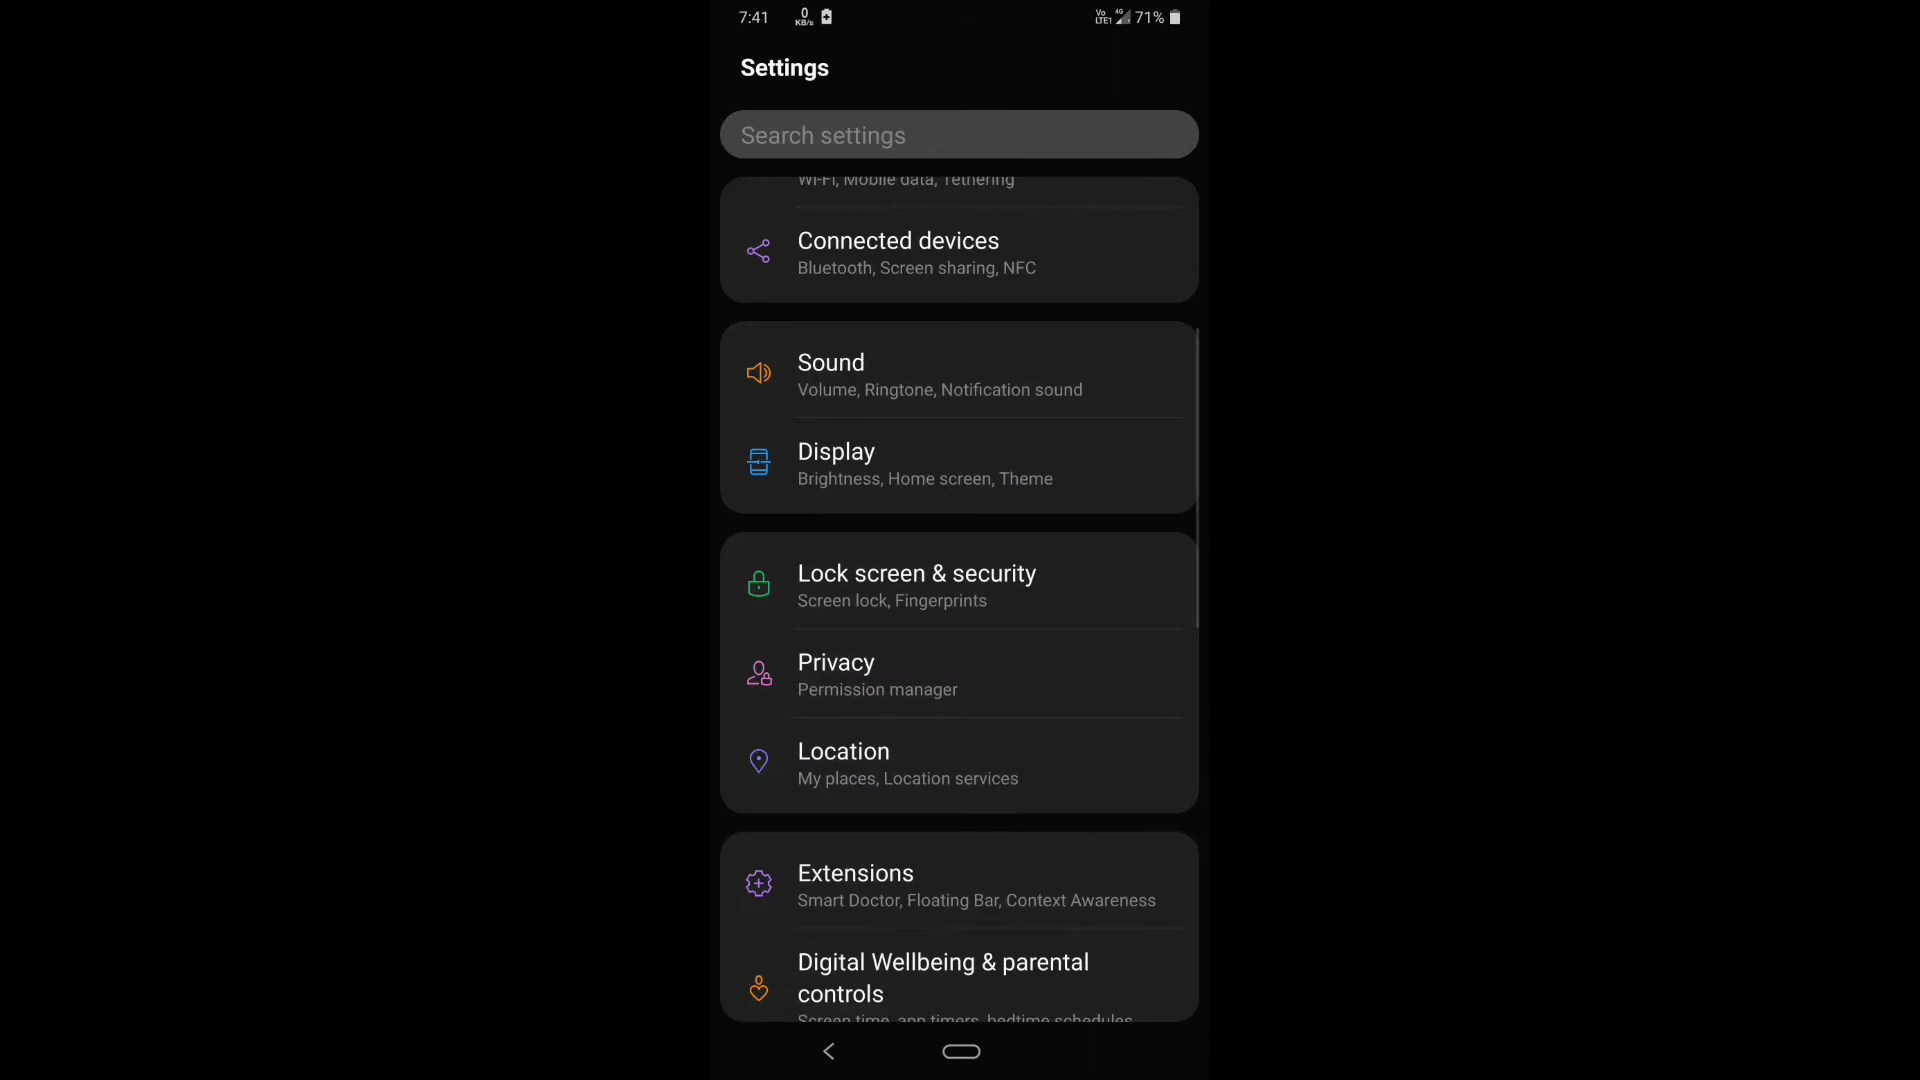 7:41
0
KB/s
Vo
LTE1
4G
71%
Settings
Search settings
Wi-Fi, Mobile data, Tethering
Connected devices
Bluetooth, Screen sharing, NFC
Sound
Volume, Ringtone, Notification sound
Display
Brightness, Home screen, Theme
Lock screen & security
Screen lock, Fingerprints
Privacy
Permission manager
Location
My places, Location services
Extensions
Smart Doctor, Floating Bar, Context Awareness
Digital Wellbeing & parental
controls
Screen time, app timers, bedtime schedules